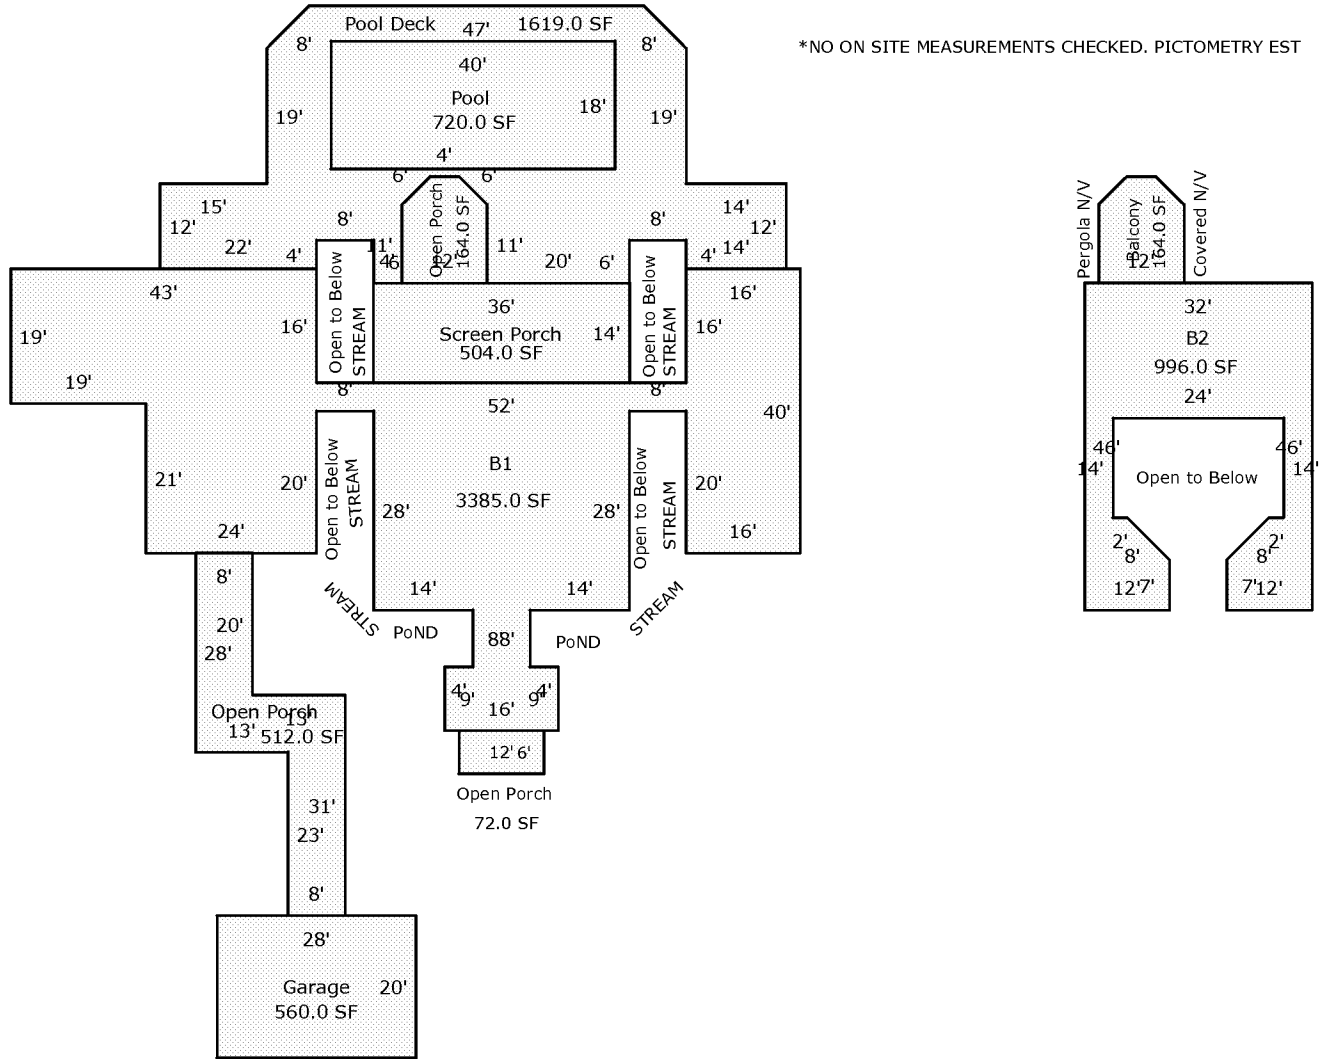 Pool Deck 1619.0 SF
47'
8' 8'
*NO ON SITE MEASUREMENTS CHECKED. PICTOMETRY EST
40'
Pool
18'
720.0 SF
19' 19'
4'
6' 6'
15' 14'
8' 8'
12' 12'
Open Porch
164.0 SF
22' 4' 11' 4' 6' 12' 11' 20' 6' 4' 14'
43' 16'
36'
Open to Below
STREAM
16'
Screen Porch
14'
504.0 SF
Open to Below
STREAM
16'
19'
19'
8' 8'
52'
40'
B1
3385.0 SF
Open to Below
STREAM
Open to Below
STREAM
21' 20' 28' 28' 20'
24' 16'
8' 14' 14'
STREAM
STREAM
20' PoND 88' PoND
28'
4' 9' 9' 4'
16'
Open Porch
13' 13'
512.0 SF
12' 6'
Open Porch
72.0 SF
31'
23'
8'
28'
Garage 20'
560.0 SF
Pergola N/V
Balcony
164.0 SF
Covered N/V
12'
32'
B2
996.0 SF
24'
46' 46'
14' 14'
Open to Below
2' 2'
8' 8'
12' 7' 7' 12'